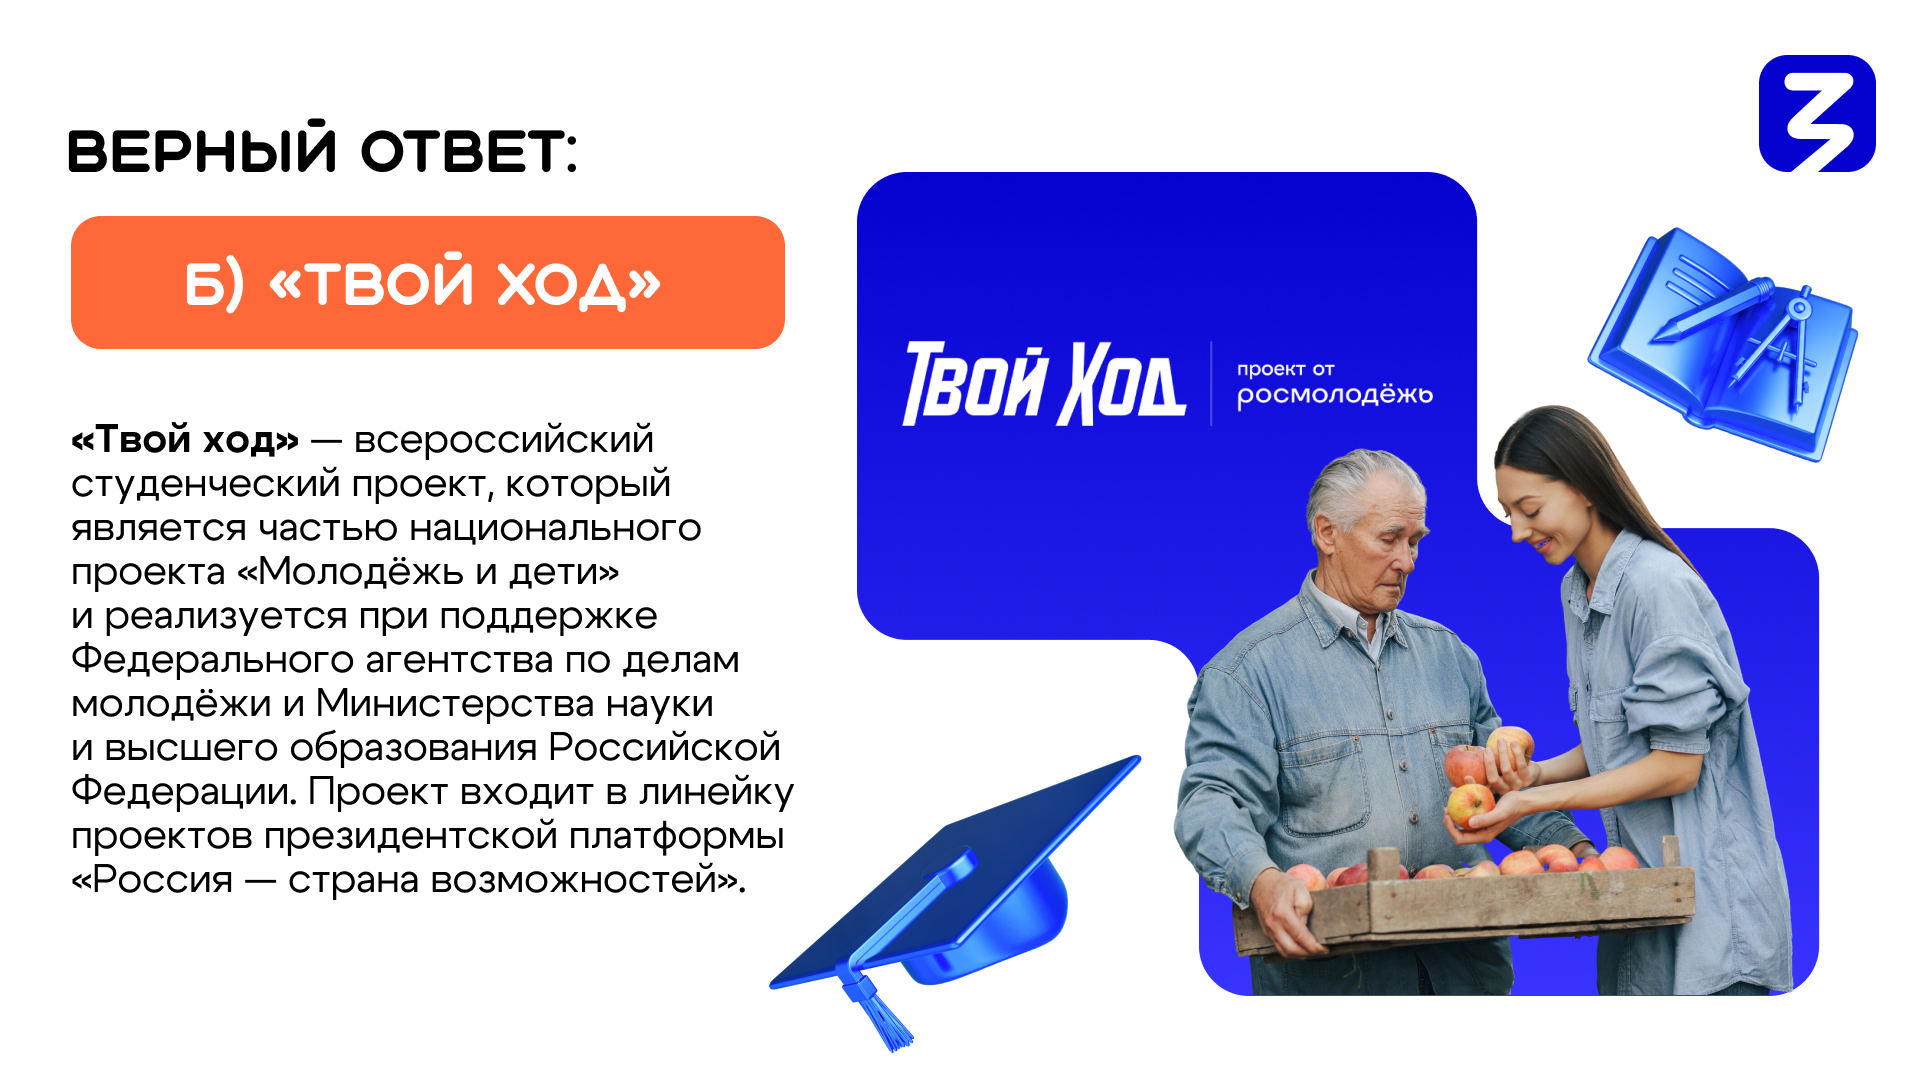 ВЕРНЫЙ ОТВЕТ:
Б) «ТВОЙ ХОД»
«Твой ход» — всероссийский
студенческий проект, который
является частью национального
проекта «Молодёжь и дети»
и реализуется при поддержке
Федерального агентства по делам
молодёжи и Министерства науки
и высшего образования Российской
Федерации. Проект входит в линейку
проектов президентской платформы
«Россия — страна возможностей».
Твой Ход
проект от
росмолодёжь